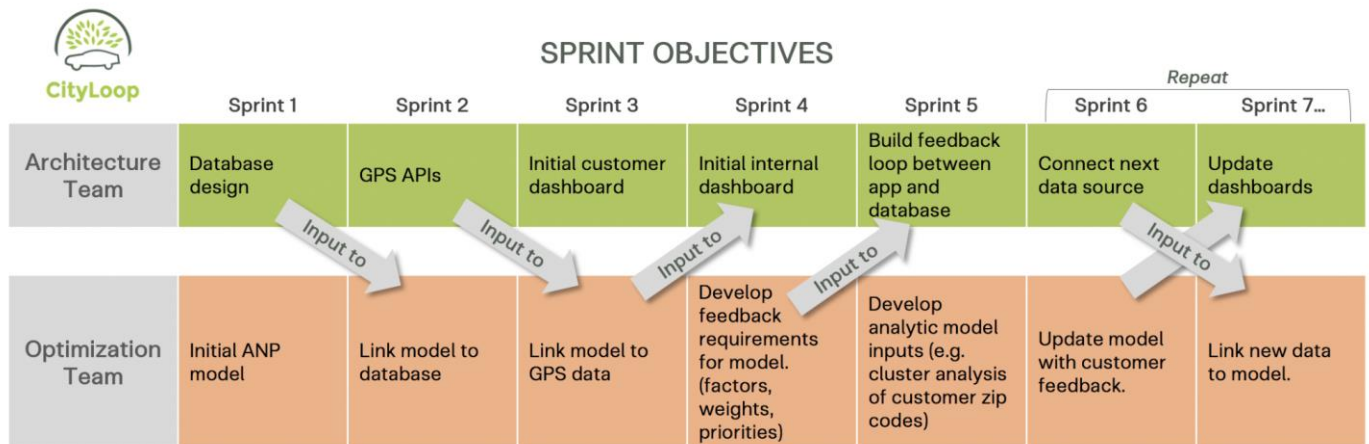 CityLoop
SPRINT OBJECTIVES
Repeat
Sprint 1
Sprint 2
Sprint 3
Sprint 4
Sprint 5
Sprint 6
Sprint 7...
Architecture
Team
Database
design
GPS APIs
Initial customer
dashboard
Initial internal
dashboard
Build feedback
loop between
app and
database
Connect next
data source
Update
dashboards
Input to
Input to
Input to
Input to
Input to
Optimization
Team
Initial ANP
model
Link model to
database
Link model to
GPS data
Develop
feedback
requirements
for model.
(factors,
weights,
priorities)
Develop
analytic model
inputs (e.g.
cluster analysis
of customer zip
codes)
Update model
with customer
feedback.
Link new data
to model.